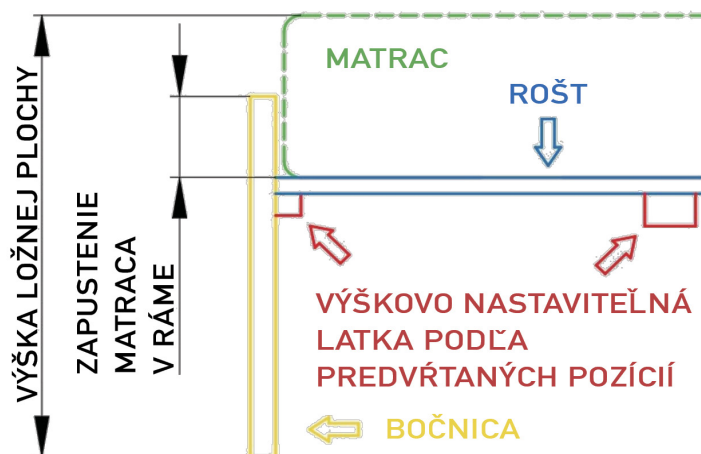 VÝŠKA LOŽNEJ PLOCHY
ZAPUSTENIE
MATRACA
V RÁME
MATRAC
ROŠT
VÝŠKOVO NASTAVITEĽNÁ
LATKA PODĽA
PREDVŔTANÝCH POZÍCIÍ
BOČNICA